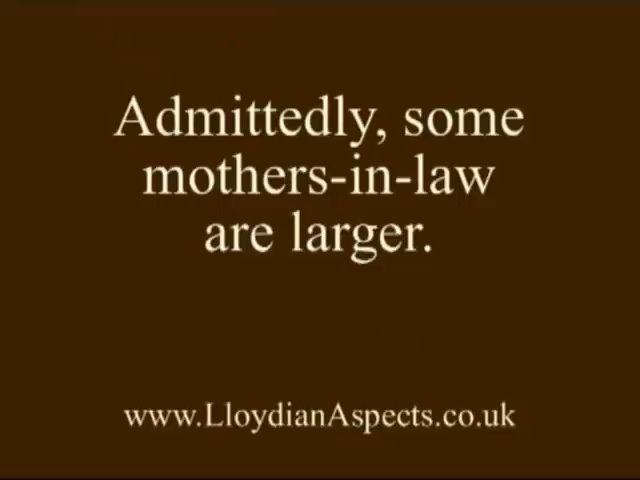 Admittedly, some
mothers-in-law
are larger.
www.LloydianAspects.co.uk